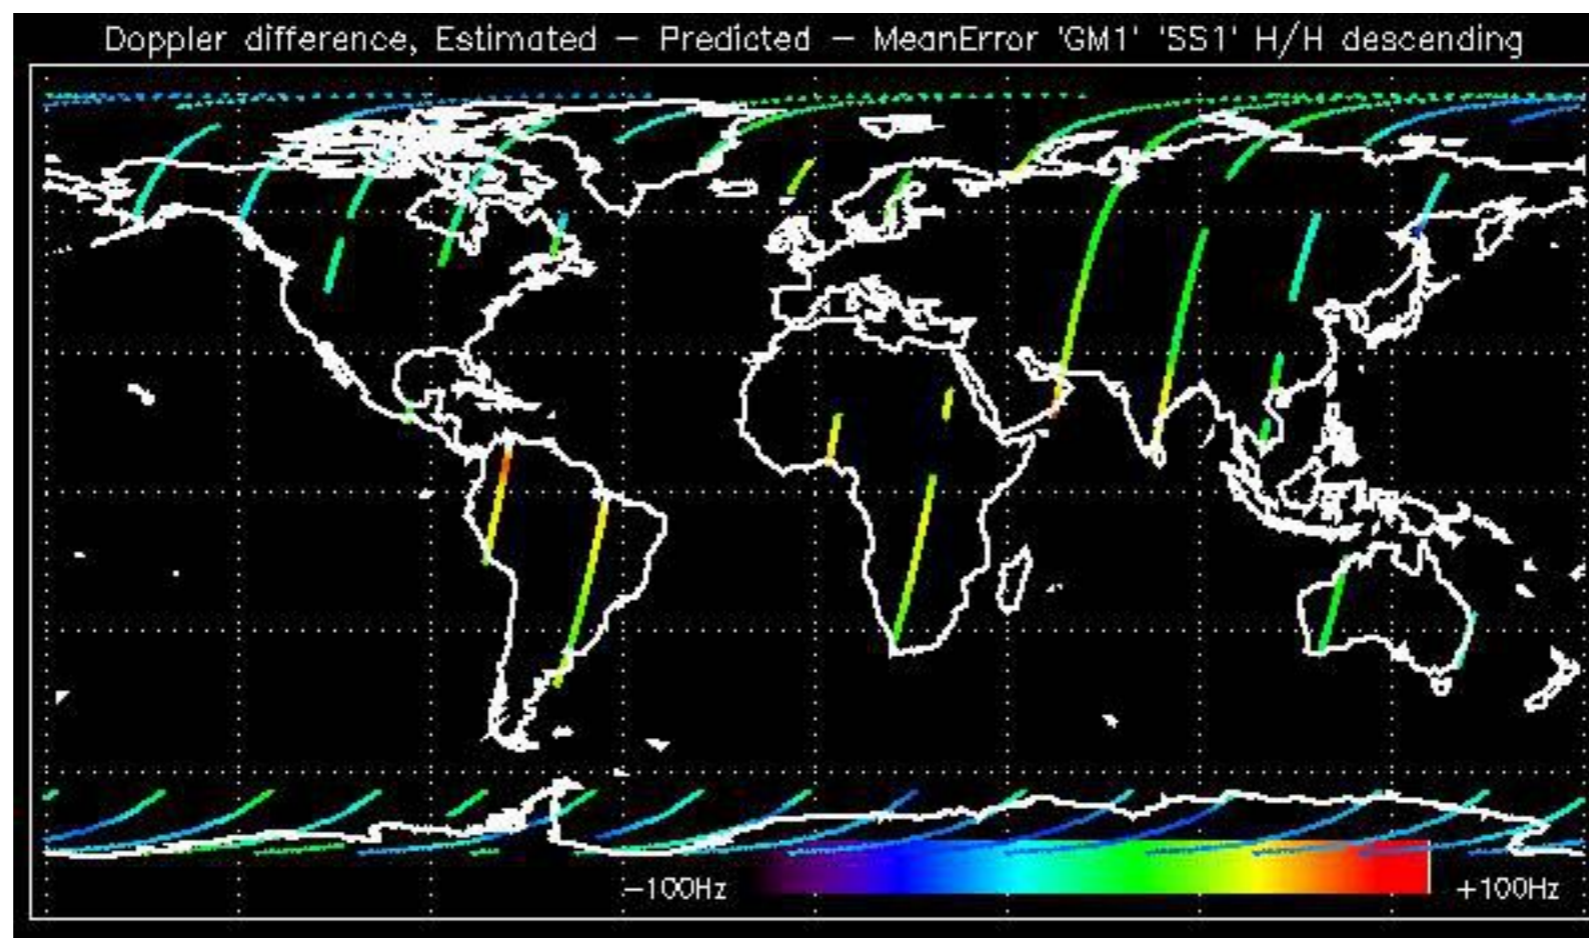 Doppler difference, Estimated – Predicted – MeanError 'GM1' 'SS1' H/H descending
–100Hz +100Hz